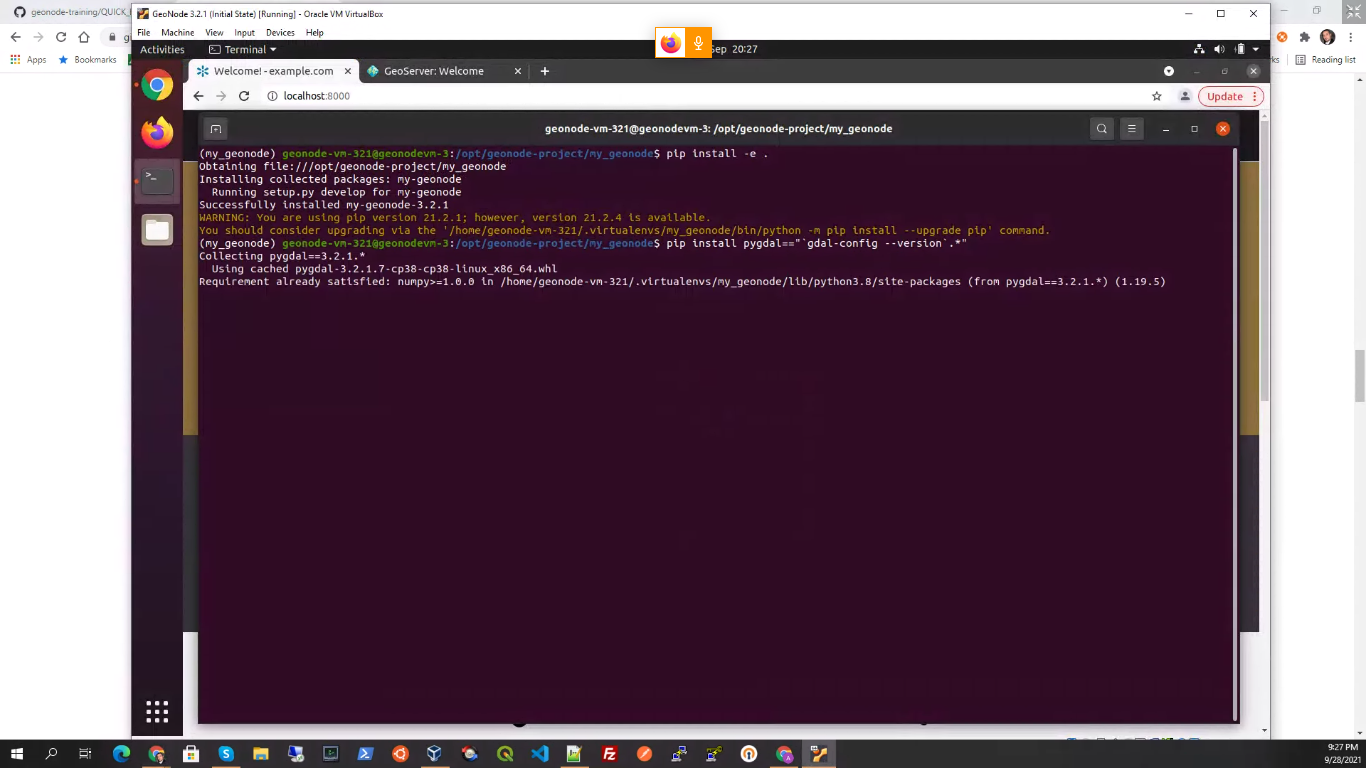 geonode-training/QUICK_
GeoNode 3.2.1 (Initial State) [Running] - Oracle VM VirtualBox
File Machine View Input Devices Help
Apps
Bookmarks
Reading list
Activities
Terminal
Sep 20:27
Welcome! - example.com
GeoServer: Welcome
localhost:8000
Update
geonode-vm-321@geonodevm-3: /opt/geonode-project/my_geonode
(my_geonode) geonode-vm-321@geonodevm-3:/opt/geonode-project/my_geonode$ pip install -e .
Obtaining file:///opt/geonode-project/my_geonode
Installing collected packages: my-geonode
Running setup.py develop for my-geonode
Successfully installed my-geonode-3.2.1
WARNING: You are using pip version 21.2.1; however, version 21.2.4 is available.
You should consider upgrading via the '/home/geonode-vm-321/.virtualenvs/my_geonode/bin/python -m pip install --upgrade pip' command.
(my_geonode) geonode-vm-321@geonodevm-3:/opt/geonode-project/my_geonode$ pip install pygdal=="`gdal-config --version`.*"
Collecting pygdal==3.2.1.*
Using cached pygdal-3.2.1.7-cp38-cp38-linux_x86_64.whl
Requirement already satisfied: numpy>=1.0.0 in /home/geonode-vm-321/.virtualenvs/my_geonode/lib/python3.8/site-packages (from pygdal==3.2.1.*) (1.19.5)
9:27 PM
9/28/2021